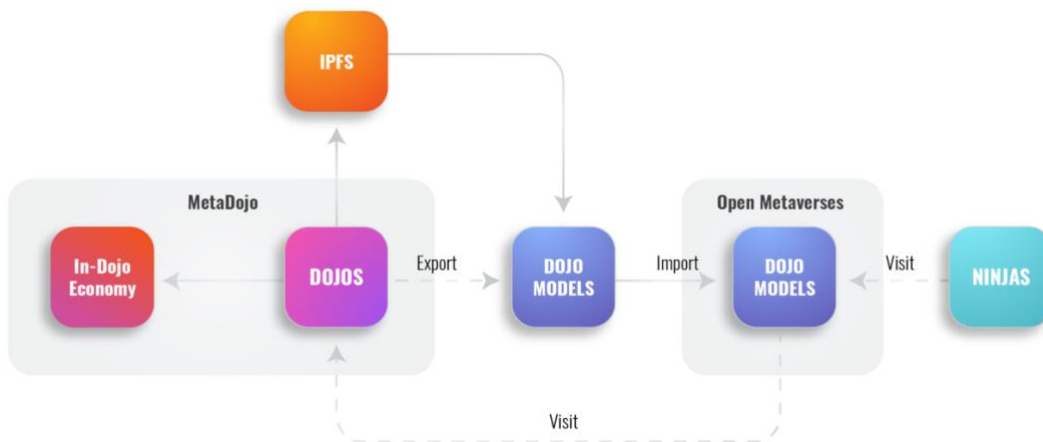 IPFS
MetaDojo
Open Metaverses
In-Dojo
Economy
DOJOS
Export
DOJO
MODELS
Import
DOJO
MODELS
Visit
NINJAS
Visit